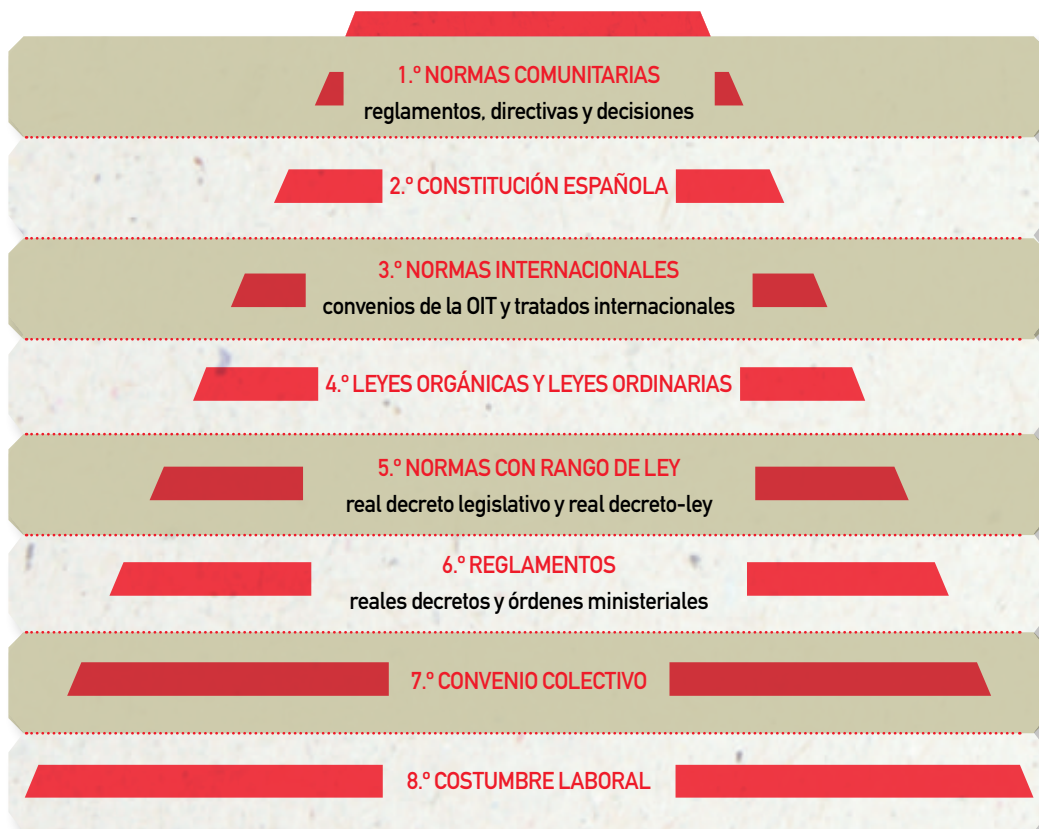 1.º NORMAS COMUNITARIAS
reglamentos, directivas y decisiones
2.º CONSTITUCIÓN ESPAÑOLA
3.º NORMAS INTERNACIONALES
convenios de la OIT y tratados internacionales
4.º LEYES ORGÁNICAS Y LEYES ORDINARIAS
5.º NORMAS CON RANGO DE LEY
real decreto legislativo y real decreto-ley
6.º REGLAMENTOS
reales decretos y órdenes ministeriales
7.º CONVENIO COLECTIVO
8.º COSTUMBRE LABORAL